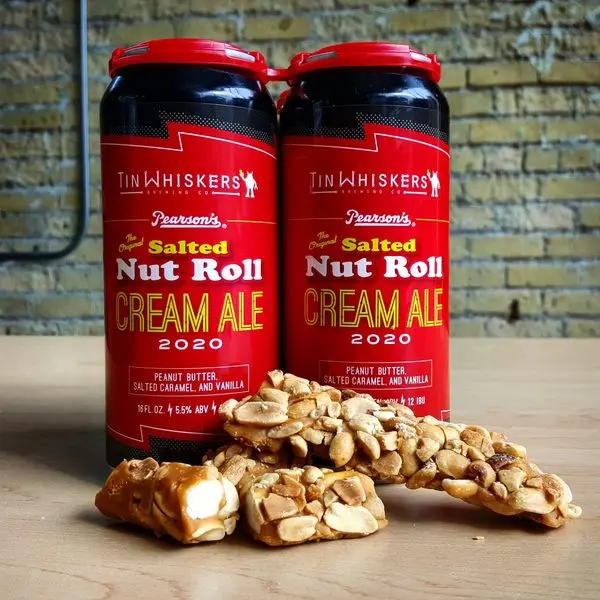 TIN WHISKERS
BREWING CO
Pearson's®
The Original
Salted
Nut Roll
CREAM ALE
2020
PEANUT BUTTER,
SALTED CARAMEL, AND VANILLA
16 FL. OZ. 5.5% ABV
TIN WHISKERS
BREWING CO
Pearson's®
The Original
Salted
Nut Roll
CREAM ALE
2020
PEANUT BUTTER,
SALTED CARAMEL, AND VANILLA
12 IBU